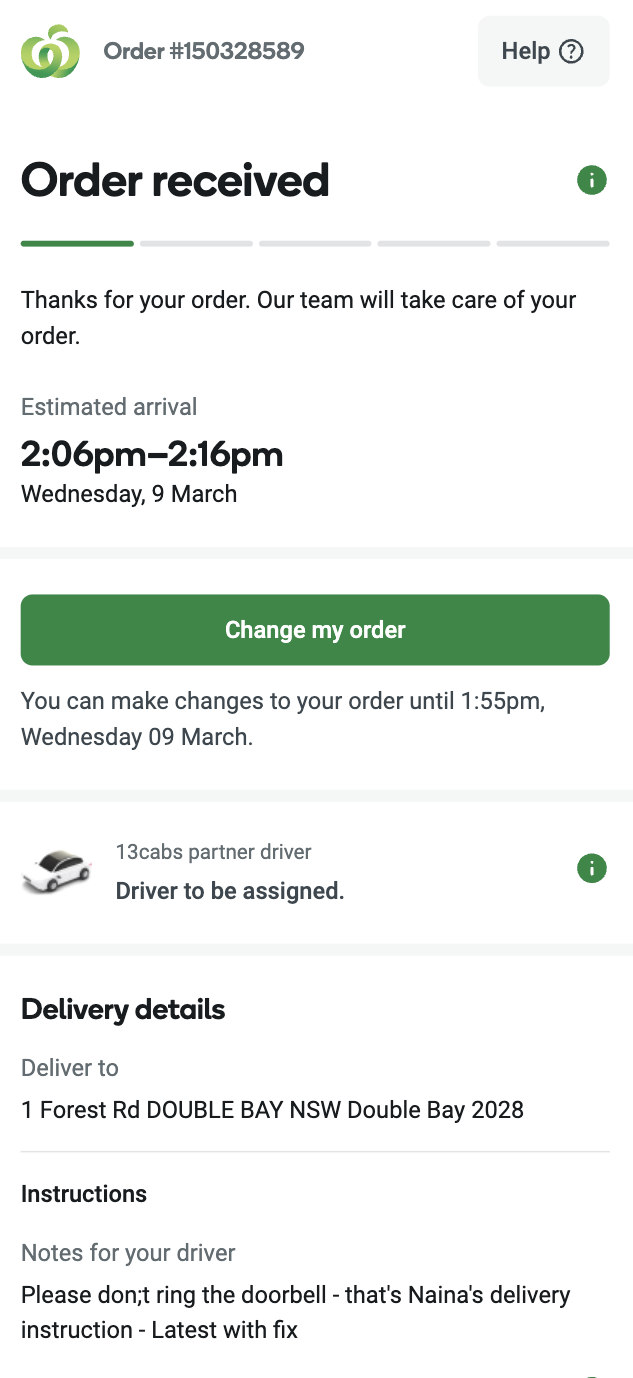 Order #150328589
Help
Order received
Thanks for your order. Our team will take care of your
order.
Estimated arrival
2:06pm–2:16pm
Wednesday, 9 March
Change my order
You can make changes to your order until 1:55pm,
Wednesday 09 March.
13cabs partner driver
Driver to be assigned.
Delivery details
Deliver to
1 Forest Rd DOUBLE BAY NSW Double Bay 2028
Instructions
Notes for your driver
Please don;t ring the doorbell - that's Naina's delivery
instruction - Latest with fix